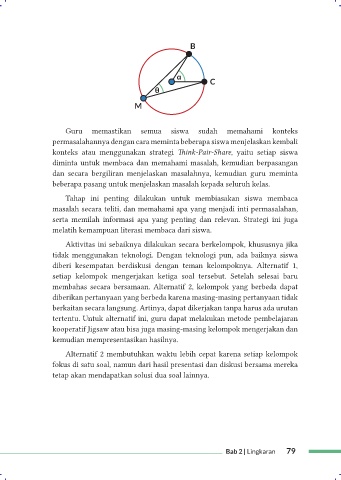 B
α
C
θ
M
Guru memastikan semua siswa sudah memahami konteks
permasalahannya dengan cara meminta beberapa siswa menjelaskan kembali
konteks atau menggunakan strategi Think-Pair-Share, yaitu setiap siswa
diminta untuk membaca dan memahami masalah, kemudian berpasangan
dan secara bergiliran menjelaskan masalahnya, kemudian guru meminta
beberapa pasang untuk menjelaskan masalah kepada seluruh kelas.
Tahap ini penting dilakukan untuk membiasakan siswa membaca
masalah secara teliti, dan memahami apa yang menjadi inti permasalahan,
serta memilah informasi apa yang penting dan relevan. Strategi ini juga
melatih kemampuan literasi membaca dari siswa.
Aktivitas ini sebaiknya dilakukan secara berkelompok, khususnya jika
tidak menggunakan teknologi. Dengan teknologi pun, ada baiknya siswa
diberi kesempatan berdiskusi dengan teman kelompoknya. Alternatif 1,
setiap kelompok mengerjakan ketiga soal tersebut. Setelah selesai baru
membahas secara bersamaan. Alternatif 2, kelompok yang berbeda dapat
diberikan pertanyaan yang berbeda karena masing-masing pertanyaan tidak
berkaitan secara langsung. Artinya, dapat dikerjakan tanpa harus ada urutan
tertentu. Untuk alternatif ini, guru dapat melakukan metode pembelajaran
kooperatif Jigsaw atau bisa juga masing-masing kelompok mengerjakan dan
kemudian mempresentasikan hasilnya.
Alternatif 2 membutuhkan waktu lebih cepat karena setiap kelompok
fokus di satu soal, namun dari hasil presentasi dan diskusi bersama mereka
tetap akan mendapatkan solusi dua soal lainnya.
Bab 2 | Lingkaran 79